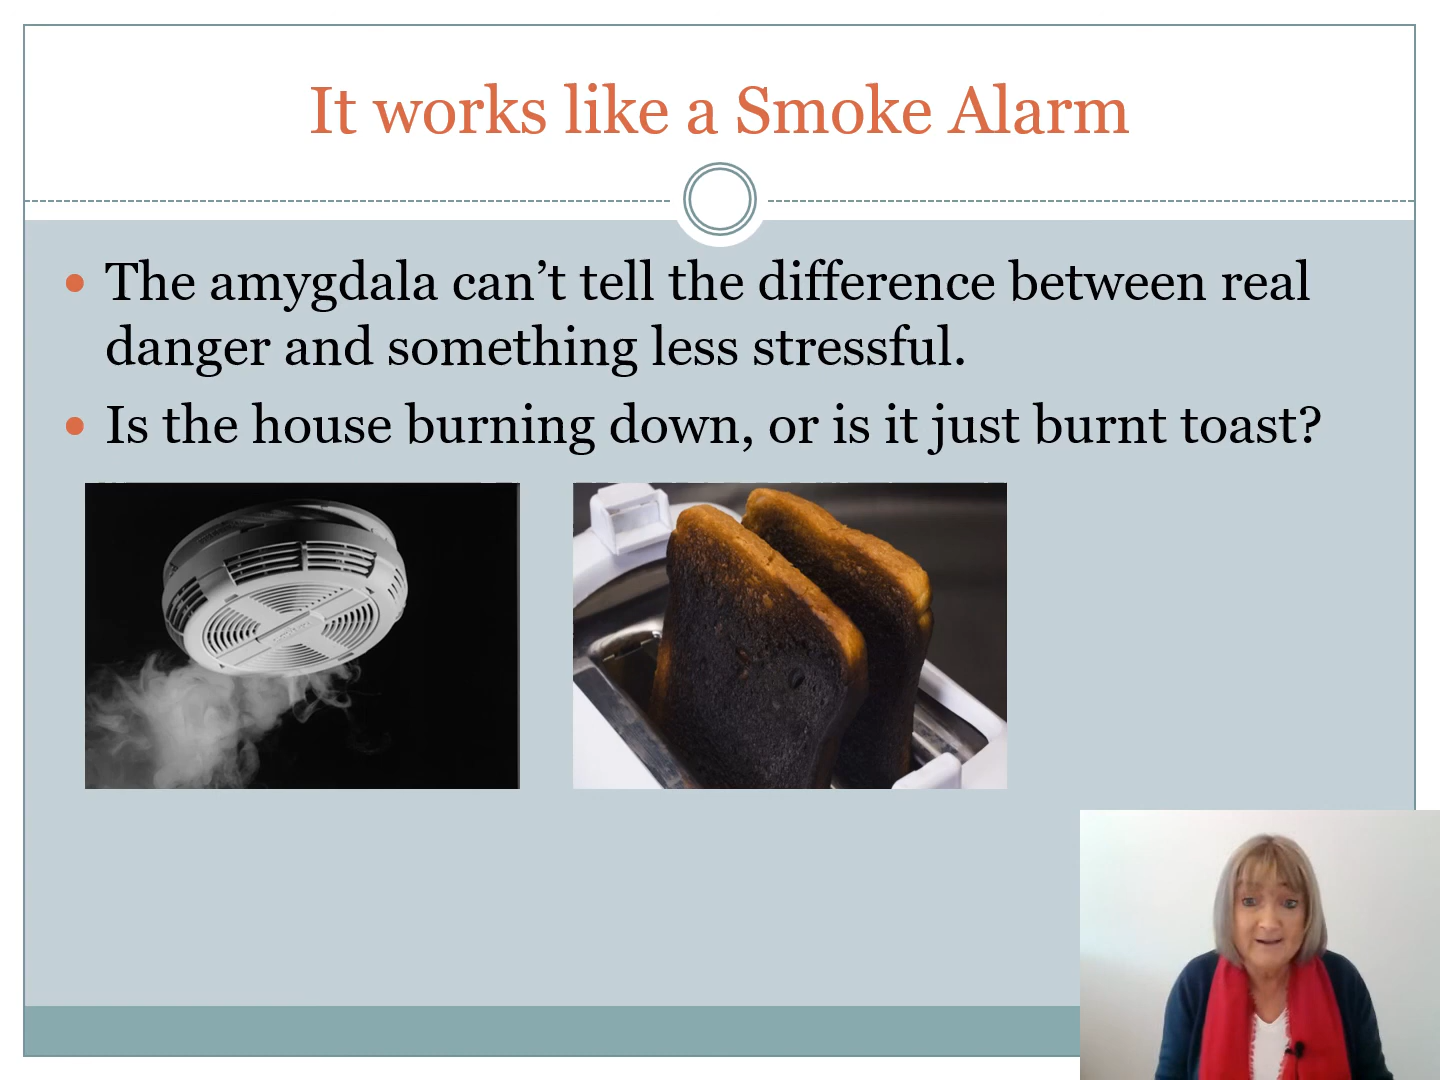 It works like a Smoke Alarm
The amygdala can’t tell the difference between real
danger and something less stressful.
Is the house burning down, or is it just burnt toast?